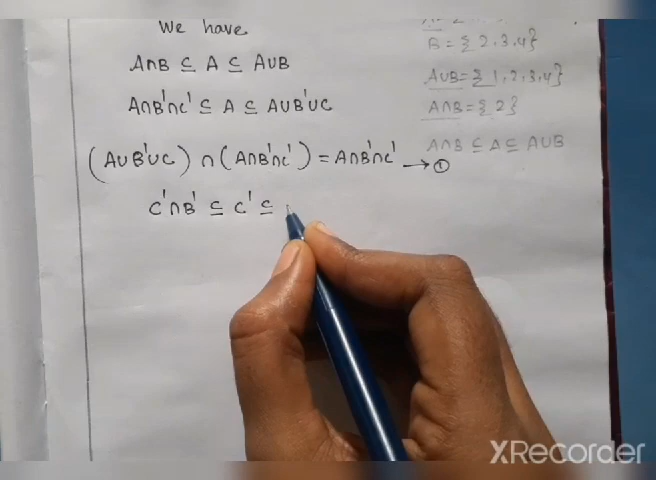 We have
A∩B ⊆ A ⊆ A∪B
A∩B'∩C' ⊆ A ⊆ A∪B'∪C
(A∪B'∪C) ∩ (A∩B'∩C') = A∩B'∩C' → ①
C'∩B' ⊆ C' ⊆
B = {2,3,4}
A∪B = {1,2,3,4}
A∩B = {2}
A∩B ⊆ A ⊆ A∪B
XRecorder